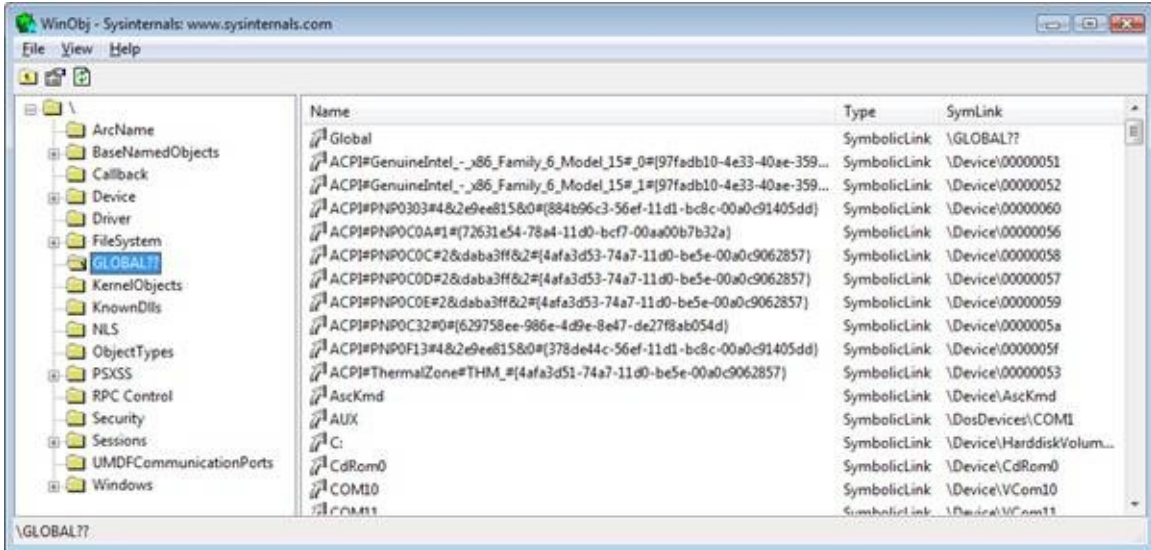 WinObj - Sysinternals: www.sysinternals.com
File View Help
\
ArcName
BaseNamedObjects
Callback
Device
Driver
FileSystem
GLOBAL??
KernelObjects
KnownDlls
NLS
ObjectTypes
PSXSS
RPC Control
Security
Sessions
UMDFCommunicationPorts
Windows
Name Type SymLink
Global SymbolicLink \GLOBAL??
ACPI#GenuineIntel_-_x86_Family_6_Model_15#_0#{97fadb10-4e33-40ae-359... SymbolicLink \Device\00000051
ACPI#GenuineIntel_-_x86_Family_6_Model_15#_1#{97fadb10-4e33-40ae-359... SymbolicLink \Device\00000052
ACPI#PNP0303#4&2e9ee815&0#{884b96c3-56ef-11d1-bc8c-00a0c91405dd} SymbolicLink \Device\00000060
ACPI#PNP0C0A#1#{72631e54-78a4-11d0-bcf7-00aa00b7b32a} SymbolicLink \Device\00000056
ACPI#PNP0C0C#2&daba3ff&2#{4afa3d53-74a7-11d0-be5e-00a0c9062857} SymbolicLink \Device\00000058
ACPI#PNP0C0D#2&daba3ff&2#{4afa3d53-74a7-11d0-be5e-00a0c9062857} SymbolicLink \Device\00000057
ACPI#PNP0C0E#2&daba3ff&2#{4afa3d53-74a7-11d0-be5e-00a0c9062857} SymbolicLink \Device\00000059
ACPI#PNP0C32#0#{629758ee-986e-4d9e-8e47-de27f8ab054d} SymbolicLink \Device\0000005a
ACPI#PNP0F13#4&2e9ee815&0#{378de44c-56ef-11d1-bc8c-00a0c91405dd} SymbolicLink \Device\0000005f
ACPI#ThermalZone#THM_#{4afa3d51-74a7-11d0-be5e-00a0c9062857} SymbolicLink \Device\00000053
AscKmd SymbolicLink \Device\AscKmd
AUX SymbolicLink \DosDevices\COM1
C: SymbolicLink \Device\HarddiskVolum...
CdRom0 SymbolicLink \Device\CdRom0
COM10 SymbolicLink \Device\VCom10
COM11 SymbolicLink \Device\VCom11
\GLOBAL??